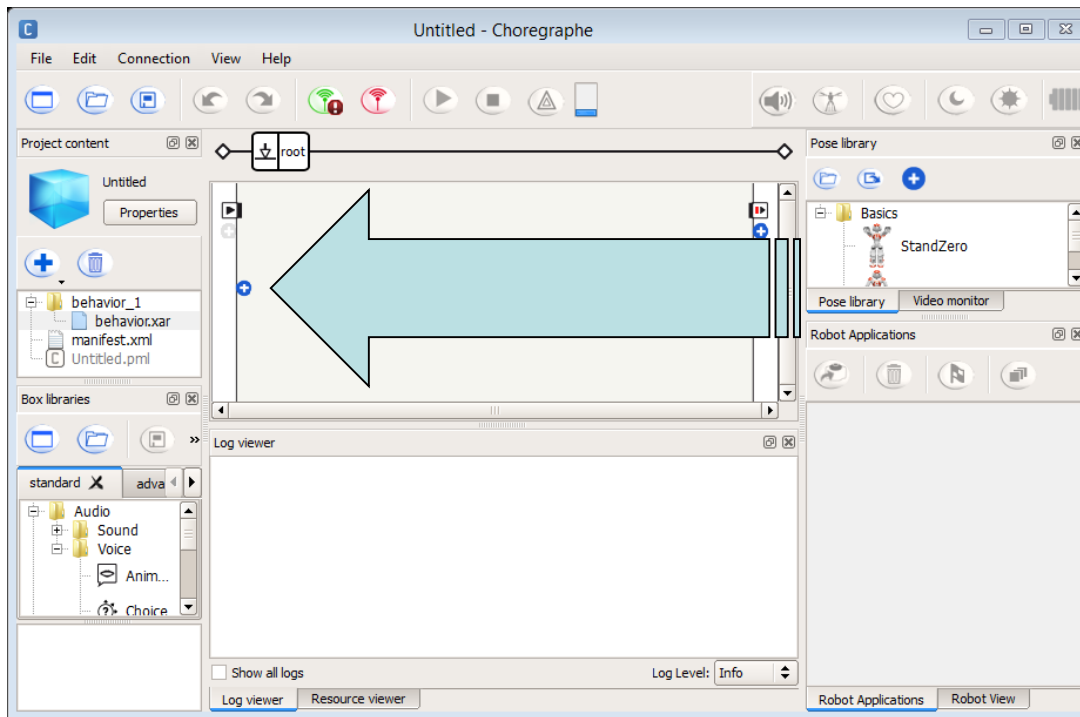 C
Untitled - Choregraphe
File Edit Connection View Help
Project content
Untitled
Properties
behavior_1
behavior.xar
manifest.xml
C Untitled.pml
Box libraries
»
standard adva
Audio
Sound
Voice
Anim...
Choice
root
Log viewer
Show all logs
Log Level: Info
Log viewer Resource viewer
Pose library
Basics
StandZero
Pose library Video monitor
Robot Applications
Robot Applications Robot View